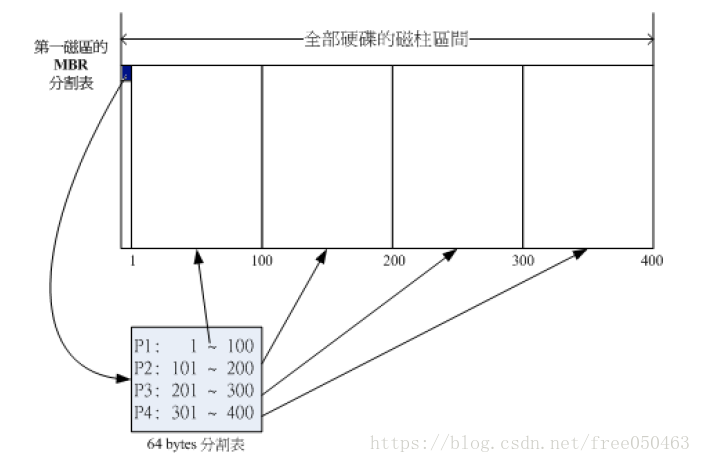 全部硬碟的磁柱區間
第一磁區的
MBR
分割表
1 100 200 300 400
P1: 1 ~ 100
P2: 101 ~ 200
P3: 201 ~ 300
P4: 301 ~ 400
64 bytes 分割表
https://blog.csdn.net/free050463